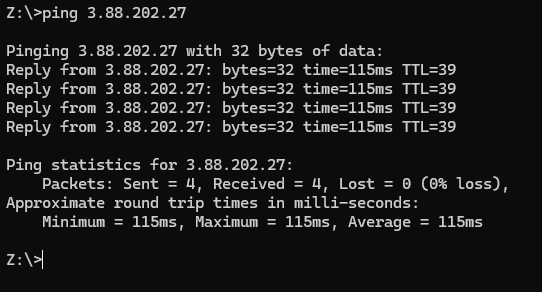 Z:\>ping 3.88.202.27
Pinging 3.88.202.27 with 32 bytes of data:
Reply from 3.88.202.27: bytes=32 time=115ms TTL=39
Reply from 3.88.202.27: bytes=32 time=115ms TTL=39
Reply from 3.88.202.27: bytes=32 time=115ms TTL=39
Reply from 3.88.202.27: bytes=32 time=115ms TTL=39
Ping statistics for 3.88.202.27:
    Packets: Sent = 4, Received = 4, Lost = 0 (0% loss),
Approximate round trip times in milli-seconds:
    Minimum = 115ms, Maximum = 115ms, Average = 115ms
Z:\>